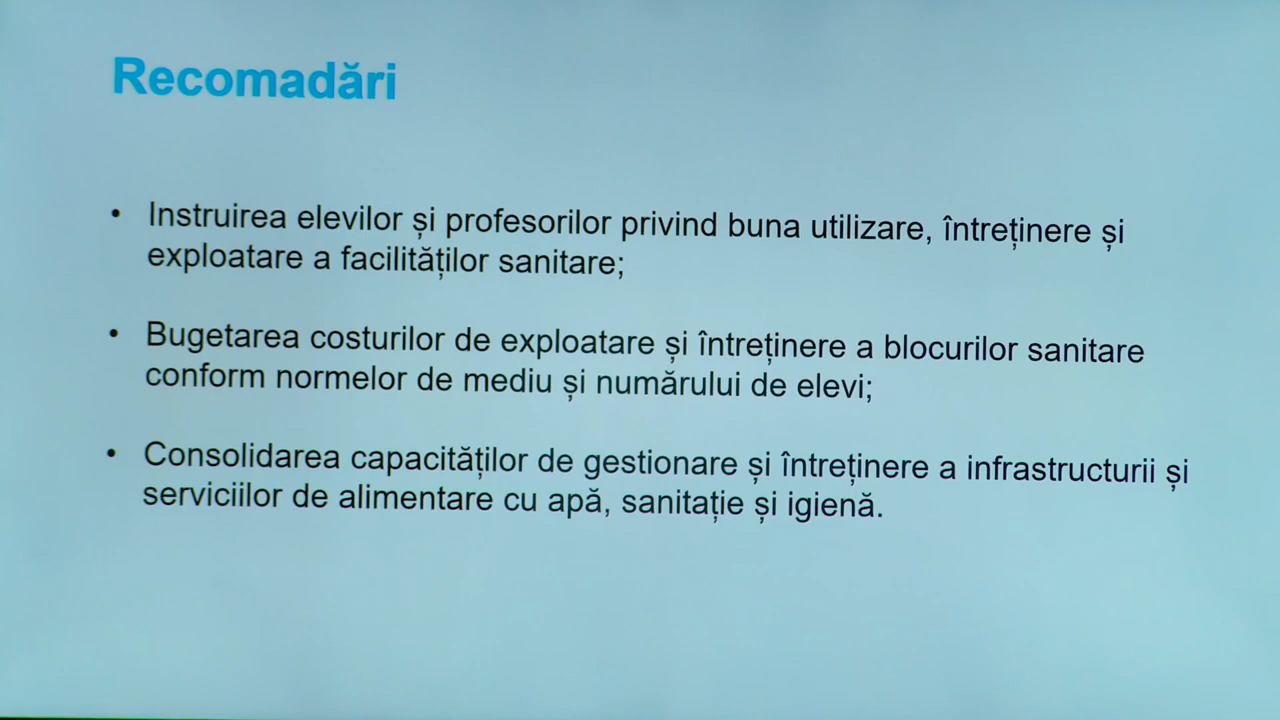 Recomadări
• Instruirea elevilor și profesorilor privind buna utilizare, întreținere și
exploatare a facilităților sanitare;
• Bugetarea costurilor de exploatare și întreținere a blocurilor sanitare
conform normelor de mediu și numărului de elevi;
• Consolidarea capacităților de gestionare și întreținere a infrastructurii și
serviciilor de alimentare cu apă, sanitație și igienă.